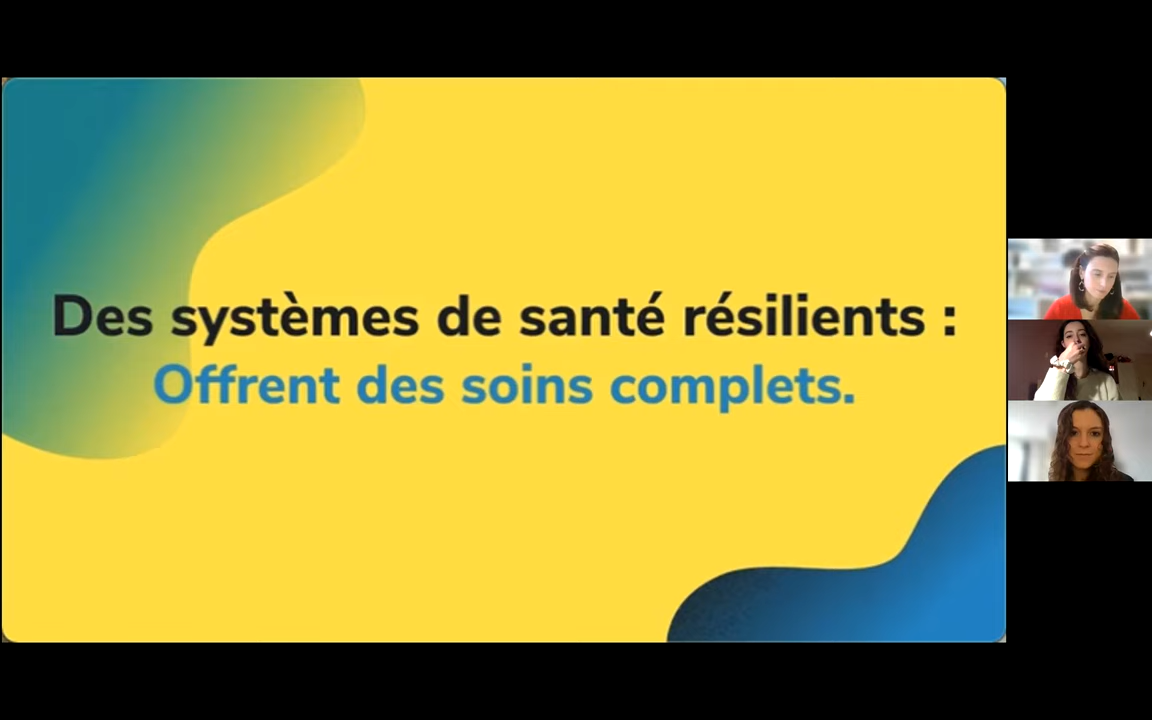 Des systèmes de santé résilients :
Offrent des soins complets.